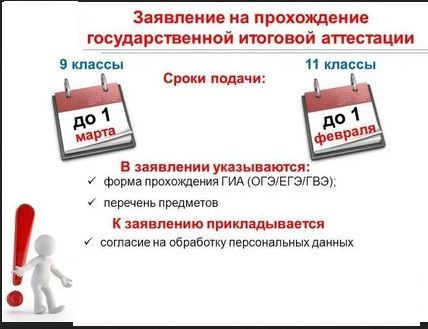 Заявление на прохождение
государственной итоговой аттестации
9 классы
11 классы
Сроки подачи:
до 1
марта
до 1
февраля
В заявлении указываются:
✓ форма прохождения ГИА (ОГЭ/ЕГЭ/ГВЭ);
✓ перечень предметов
К заявлению прикладывается
✓ согласие на обработку персональных данных